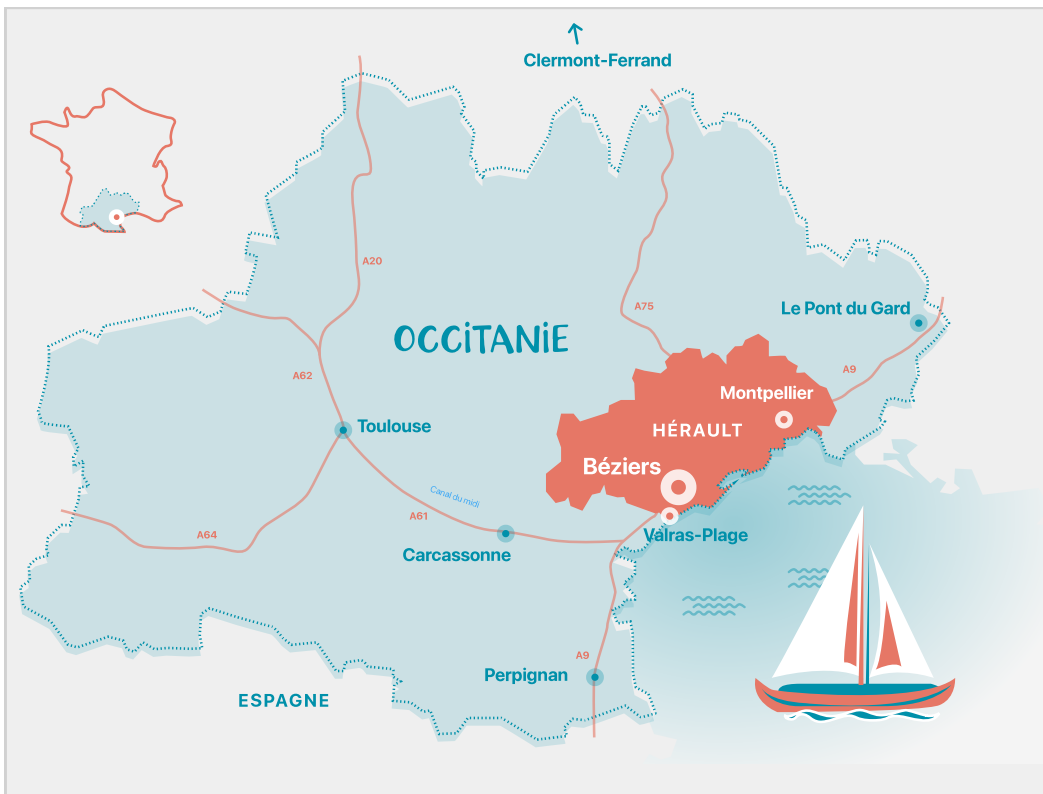 Clermont-Ferrand
A20
A75
Le Pont du Gard
OCCiTANiE
A62
A9
Montpellier
Toulouse
HÉRAULT
Béziers
Canal du midi
A61
A64
Valras-Plage
Carcassonne
A9
Perpignan
ESPAGNE